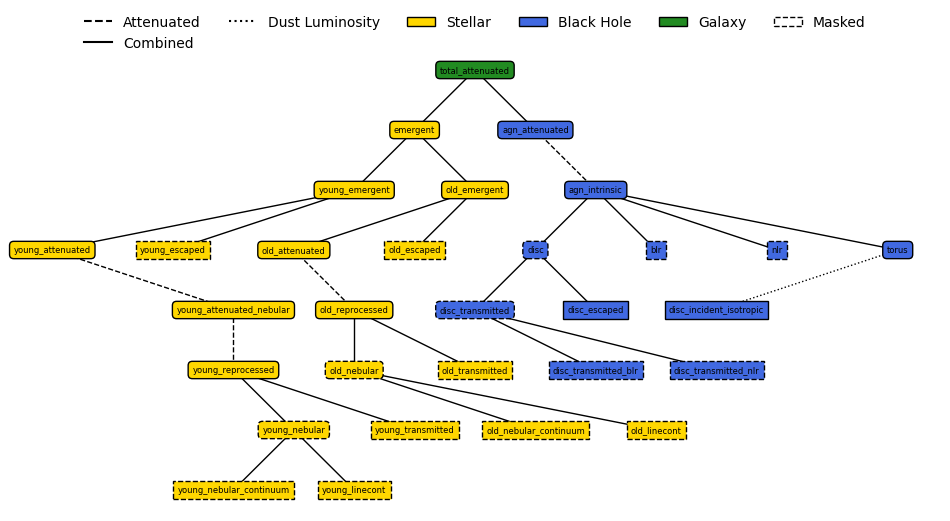 Attenuated Dust Luminosity Stellar Black Hole Galaxy Masked
Combined
total_attenuated
emergent agn_attenuated
young_emergent old_emergent agn_intrinsic
young_attenuated young_escaped old_attenuated old_escaped disc blr nlr torus
young_attenuated_nebular old_reprocessed disc_transmitted disc_escaped disc_incident_isotropic
young_reprocessed old_nebular old_transmitted disc_transmitted_blr disc_transmitted_nlr
young_nebular young_transmitted old_nebular_continuum old_linecont
young_nebular_continuum young_linecont